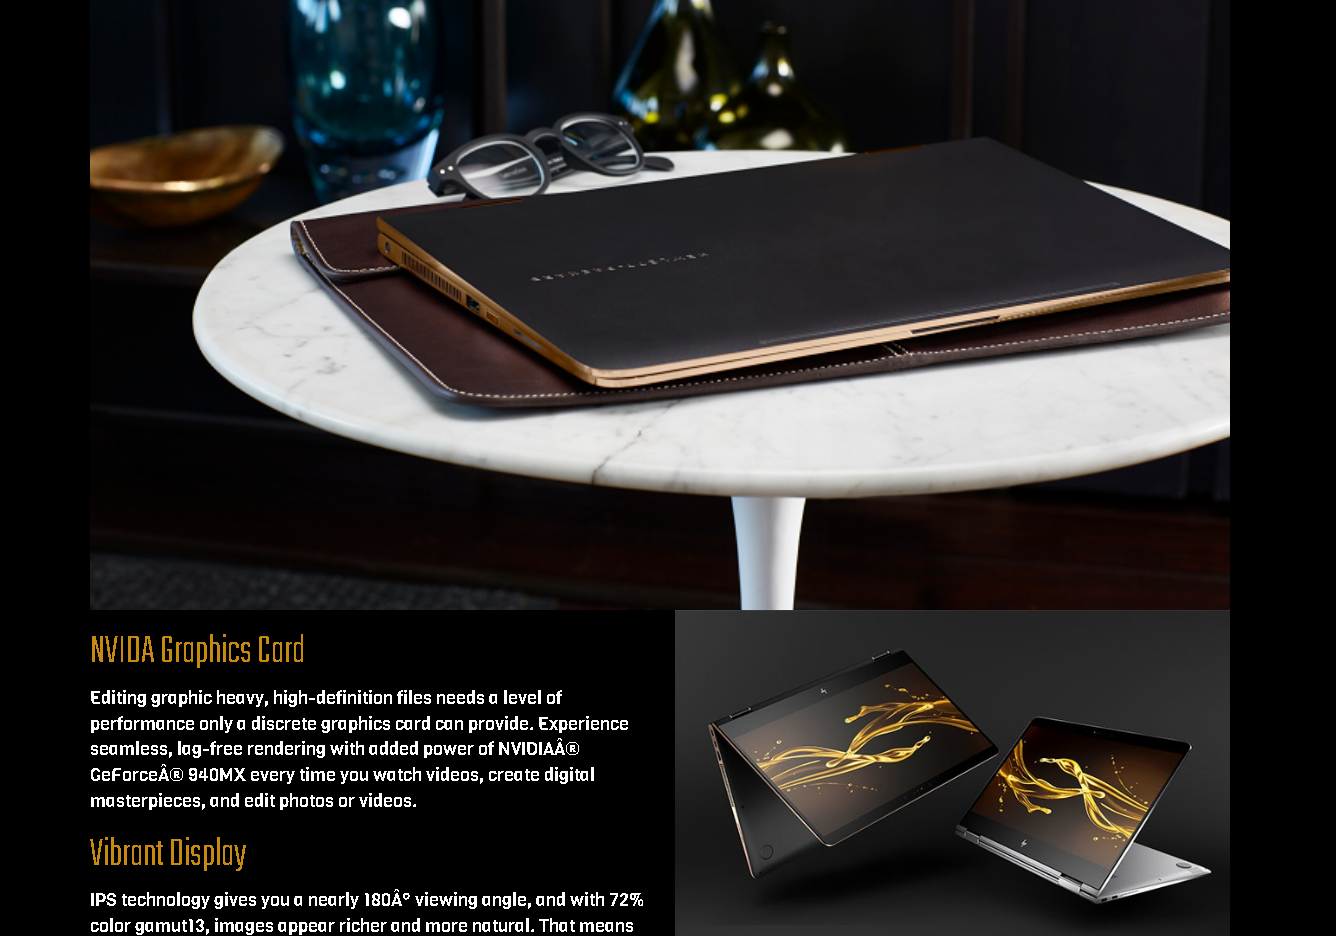 HEWLETT-PACKARD
NVIDA Graphics Card
Editing graphic heavy, high-definition files needs a level of
performance only a discrete graphics card can provide. Experience
seamless, lag-free rendering with added power of NVIDIAÂ®
GeForceÂ® 940MX every time you watch videos, create digital
masterpieces, and edit photos or videos.
Vibrant Display
IPS technology gives you a nearly 180Â° viewing angle, and with 72%
color gamut13, images appear richer and more natural. That means